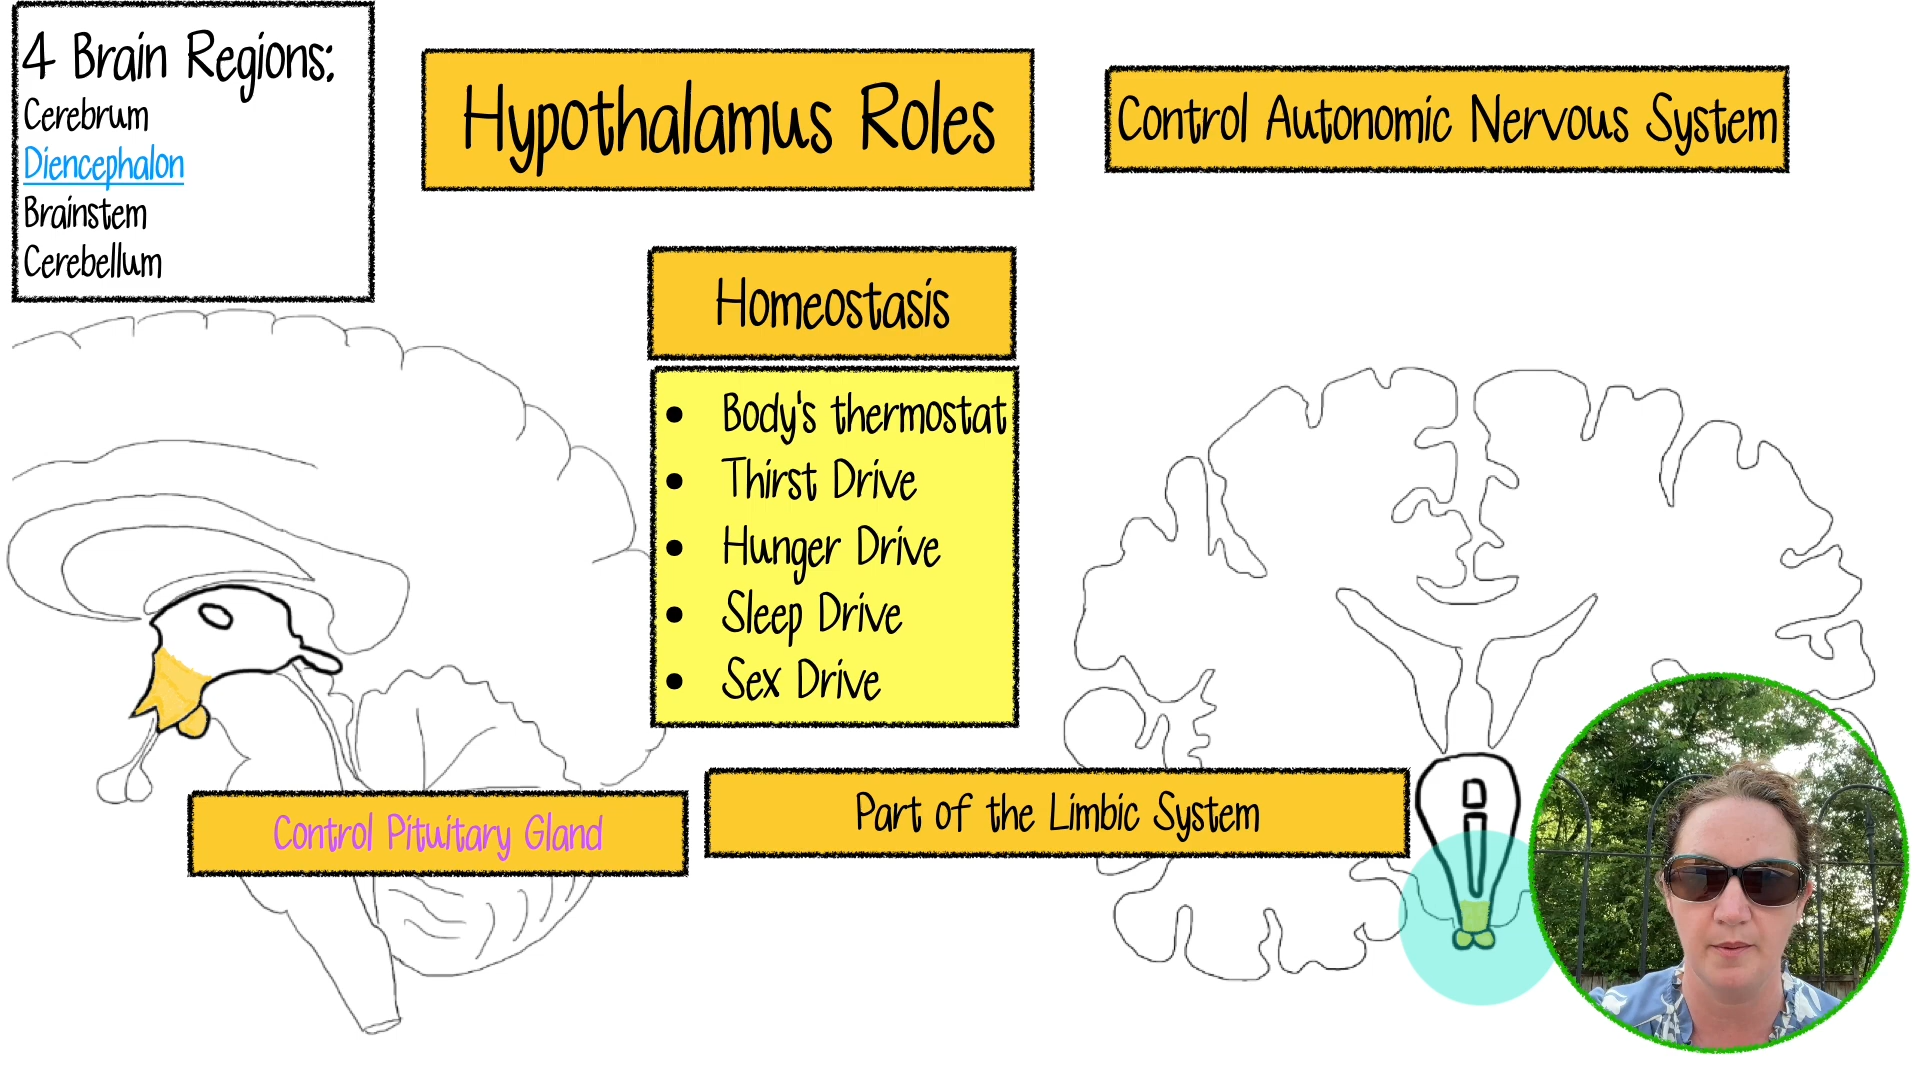 4 Brain Regions:
Cerebrum
Diencephalon
Brainstem
Cerebellum
Hypothalamus Roles
Control Autonomic Nervous System
Homeostasis
• Body's thermostat
• Thirst Drive
• Hunger Drive
• Sleep Drive
• Sex Drive
Control Pituitary Gland
Part of the Limbic System